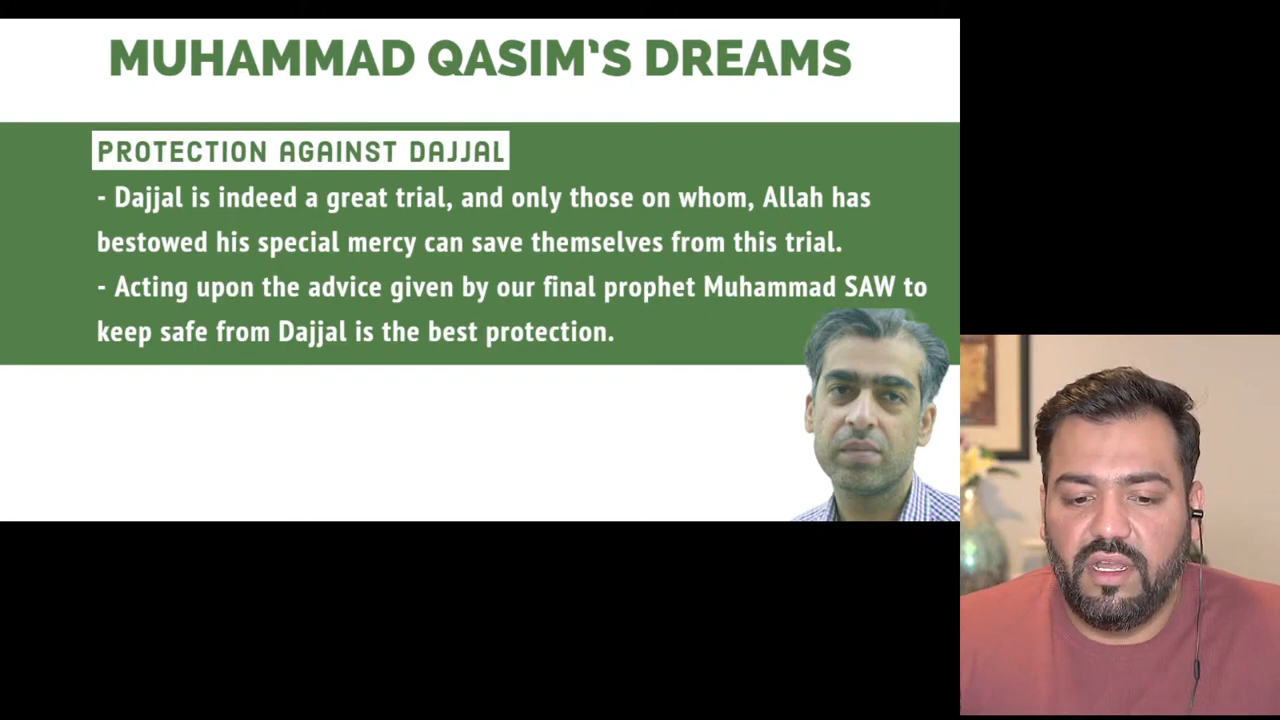 MUHAMMAD QASIM'S DREAMS
PROTECTION AGAINST DAJJAL
- Dajjal is indeed a great trial, and only those on whom, Allah has
bestowed his special mercy can save themselves from this trial.
- Acting upon the advice given by our final prophet Muhammad SAW to
keep safe from Dajjal is the best protection.